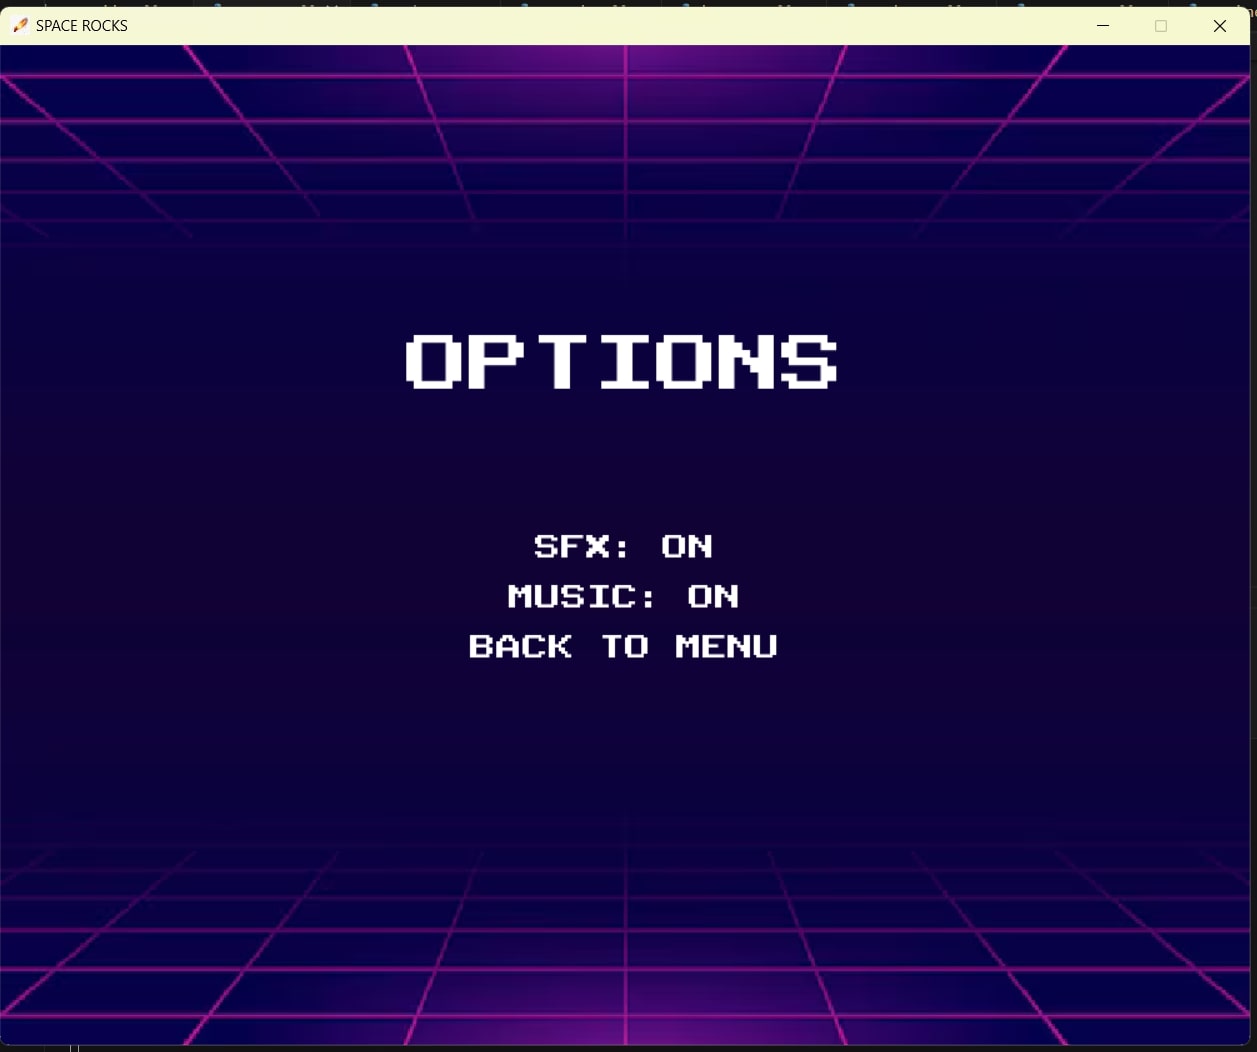 SPACE ROCKS
OPTIONS
SFX: ON
MUSIC: ON
BACK TO MENU